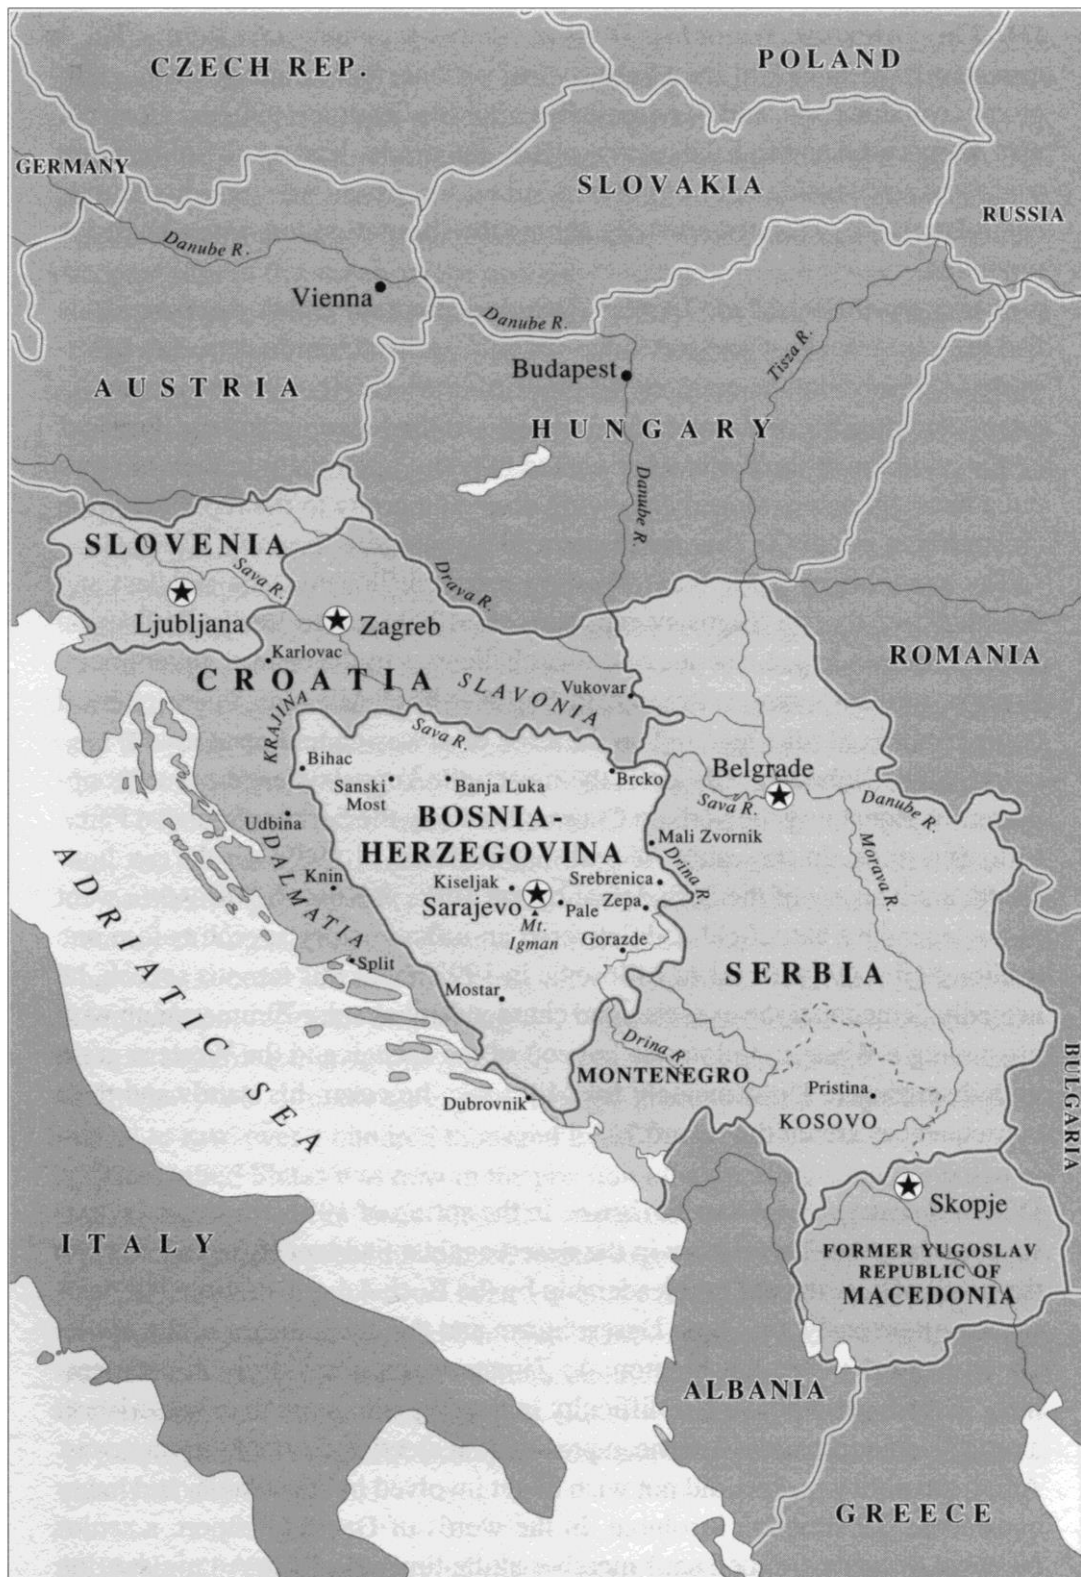 CZECH REP.
POLAND
GERMANY
SLOVAKIA
RUSSIA
Danube R.
Vienna
Danube R.
Tisza R.
Budapest
AUSTRIA
HUNGARY
Danube R.
SLOVENIA
Sava R.
Drava R.
Ljubljana
Zagreb
Karlovac
ROMANIA
CROATIA
SLAVONIA
Vukovar
KRAJINA
Sava R.
Bihac
Sanski
Most
Banja Luka
Brcko
Belgrade
Sava R.
Danube R.
Udbina
BOSNIA-
HERZEGOVINA
Mali Zvornik
Drina R.
Morava R.
DALMATIA
Knin
Kiseljak
Srebrenica
Sarajevo
Pale
Zepa
Mt.
Igman
Gorazde
ADRIATIC SEA
Split
Mostar
SERBIA
Drina R.
MONTENEGRO
Pristina
KOSOVO
Dubrovnik
BULGARIA
Skopje
ITALY
FORMER YUGOSLAV
REPUBLIC OF
MACEDONIA
ALBANIA
GREECE